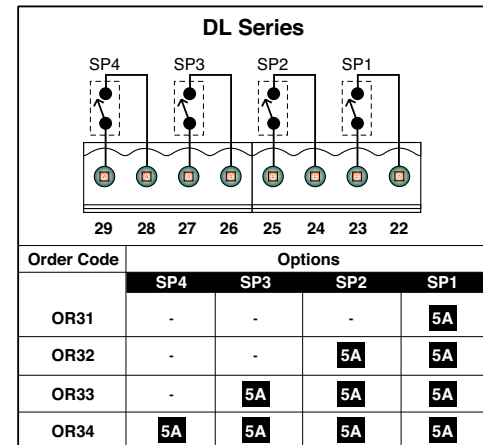 DL Series
SP4 SP3 SP2 SP1
29 28 27 26 25 24 23 22
Order Code Options
SP4 SP3 SP2 SP1
OR31 - - - 5A
OR32 - - 5A 5A
OR33 - 5A 5A 5A
OR34 5A 5A 5A 5A